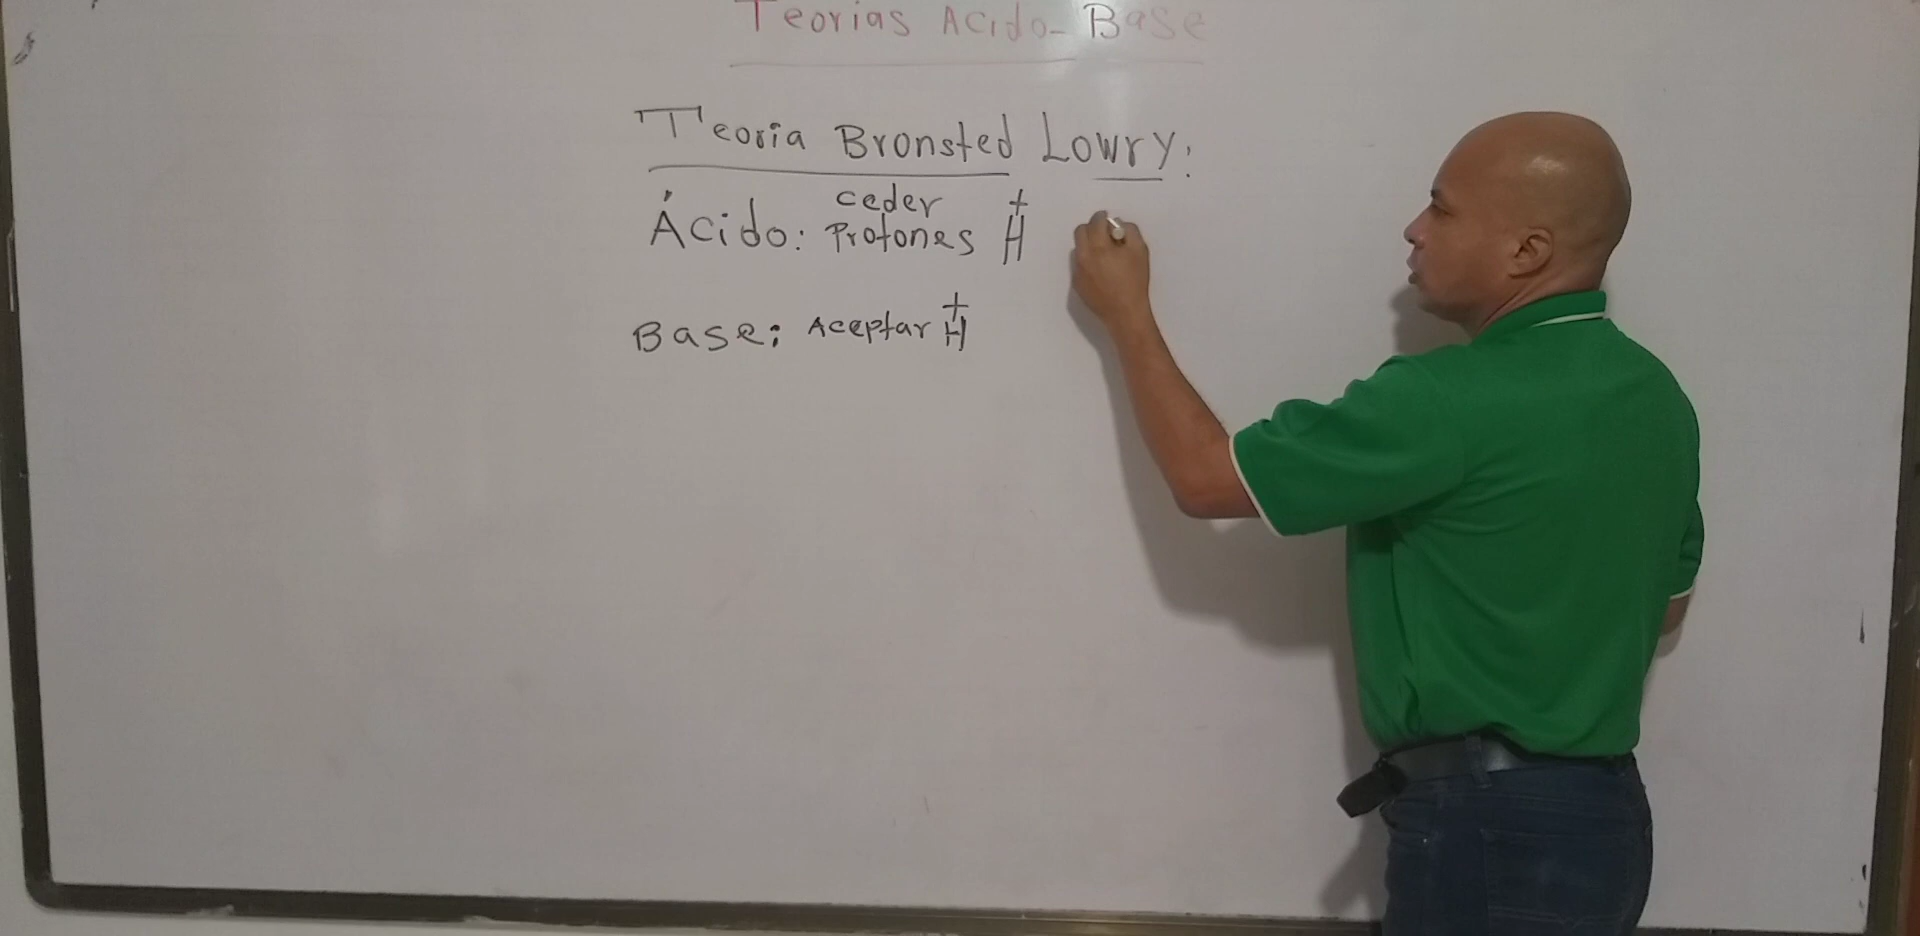 Teorias Acido-Base
Teoria Bronsted Lowry:
ceder +
Ácido: Protones H
+
Base: Aceptar H